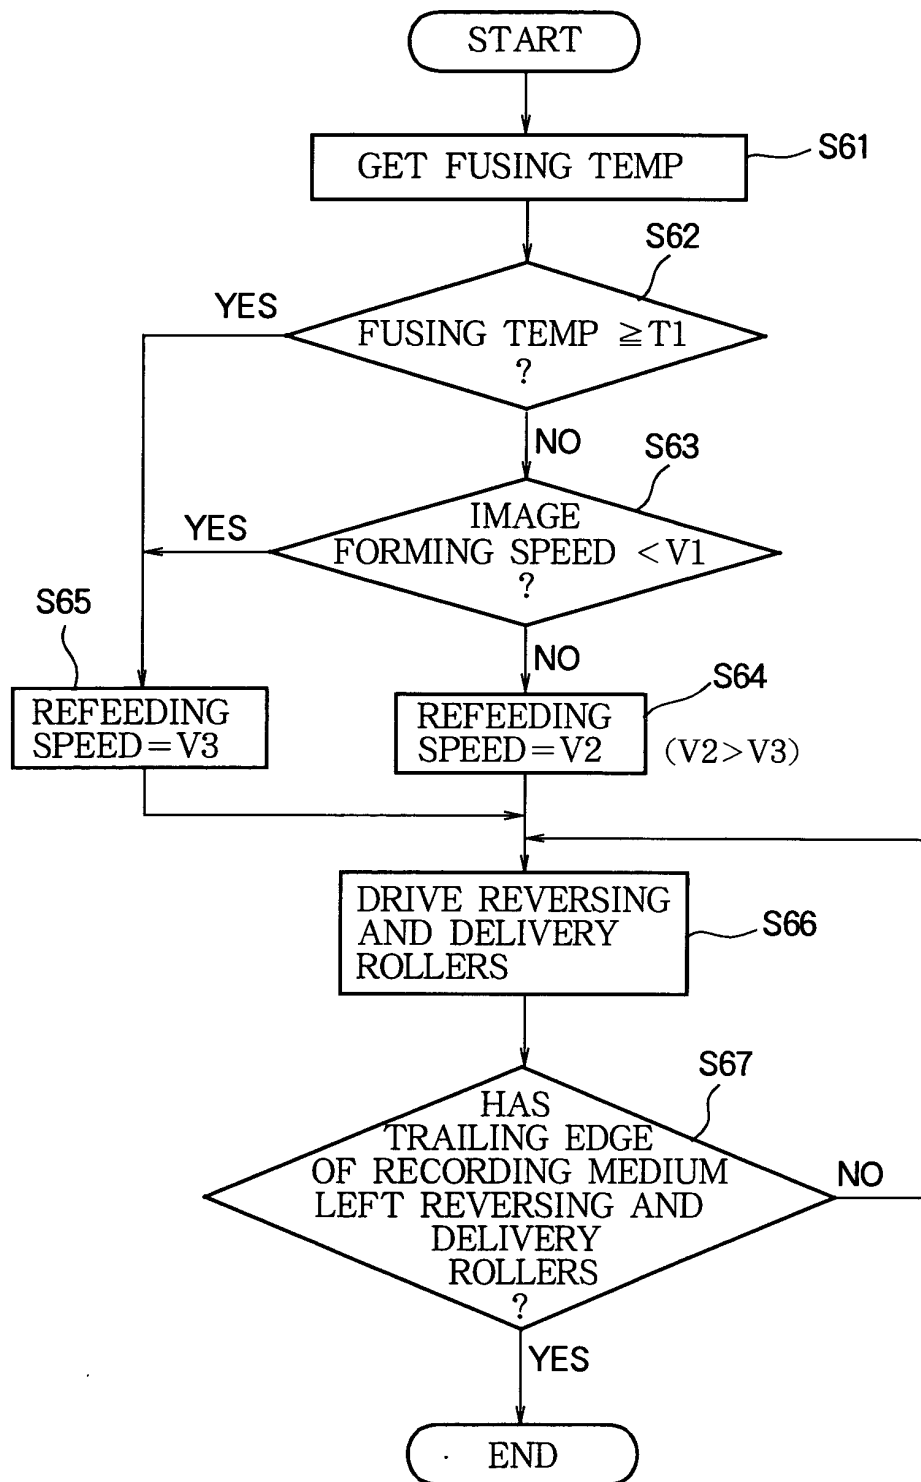 START
GET FUSING TEMP
S61
S62
YES
FUSING TEMP ≧T1
?
NO
S63
YES
IMAGE
FORMING SPEED <V1
?
S65
NO
S64
REFEEDING
SPEED=V3
REFEEDING
SPEED=V2
(V2>V3)
DRIVE REVERSING
AND DELIVERY
ROLLERS
S66
S67
HAS
TRAILING EDGE
OF RECORDING MEDIUM
LEFT REVERSING AND
DELIVERY
ROLLERS
?
NO
YES
END